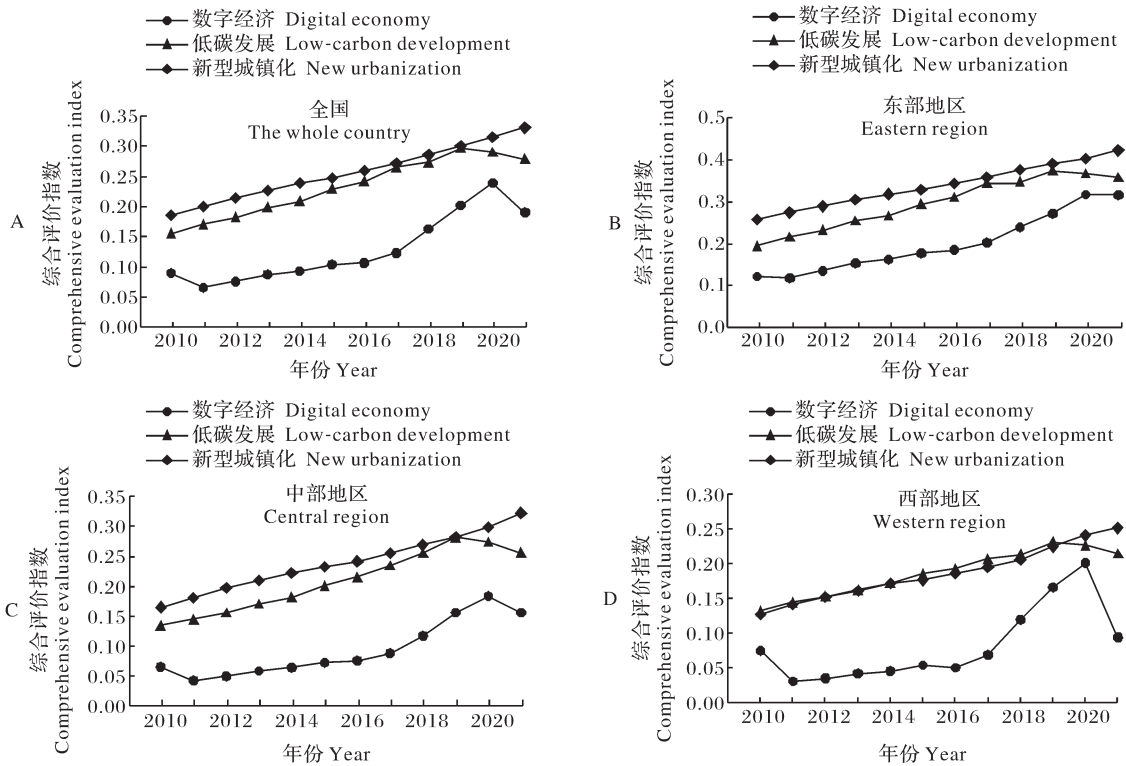 数字经济 Digital economy
低碳发展 Low-carbon development
新型城镇化 New urbanization
全国
The whole country
综合评价指数
Comprehensive evaluation index
0.35
0.30
0.25
0.20
0.15
0.10
0.05
0.00
A
2010 2012 2014 2016 2018 2020
年份 Year
数字经济 Digital economy
低碳发展 Low-carbon development
新型城镇化 New urbanization
东部地区
Eastern region
综合评价指数
Comprehensive evaluation index
0.5
0.4
0.3
0.2
0.1
0.0
B
2010 2012 2014 2016 2018 2020
年份 Year
数字经济 Digital economy
低碳发展 Low-carbon development
新型城镇化 New urbanization
中部地区
Central region
综合评价指数
Comprehensive evaluation index
0.35
0.30
0.25
0.20
0.15
0.10
0.05
0.00
C
2010 2012 2014 2016 2018 2020
年份 Year
数字经济 Digital economy
低碳发展 Low-carbon development
新型城镇化 New urbanization
西部地区
Western region
综合评价指数
Comprehensive evaluation index
0.30
0.25
0.20
0.15
0.10
0.05
0.00
D
2010 2012 2014 2016 2018 2020
年份 Year